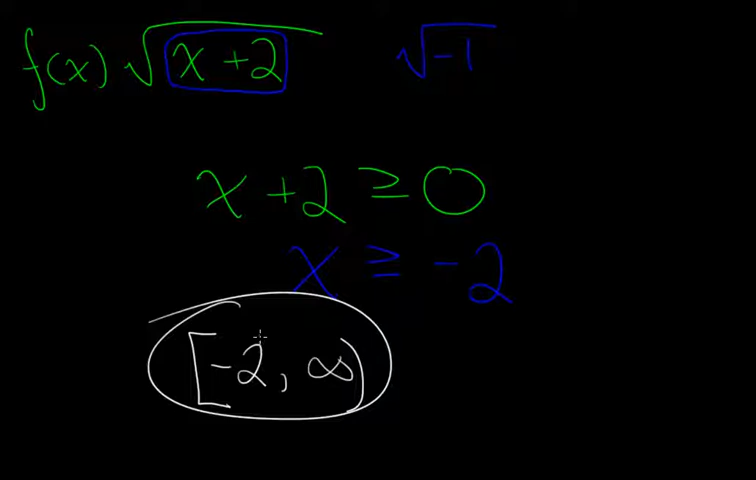 f(x) √(x+2) √-1
x+2 ≥ 0
x ≥ -2
[-2, ∞)